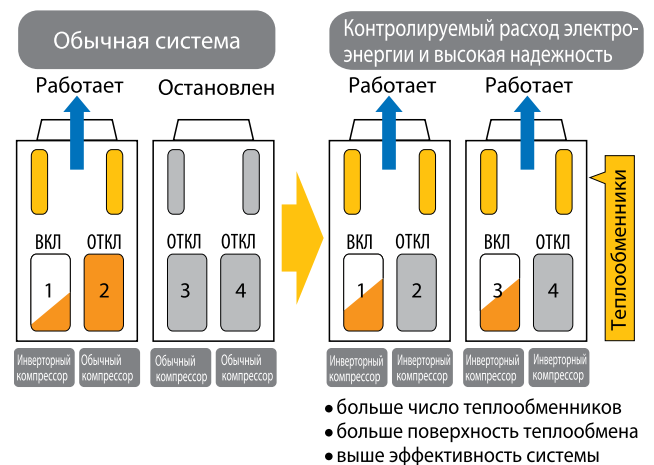 Обычная система
Контролируемый расход электро-
энергии и высокая надежность
Работает
Остановлен
Работает
Работает
ВКЛ
ОТКЛ
ОТКЛ
ОТКЛ
ВКЛ
ОТКЛ
ВКЛ
ОТКЛ
1
2
3
4
1
2
3
4
Теплообменники
Инверторный
компрессор
Обычный
компрессор
Обычный
компрессор
Обычный
компрессор
Инверторный
компрессор
Инверторный
компрессор
Инверторный
компрессор
Инверторный
компрессор
• больше число теплообменников
• больше поверхность теплообмена
• выше эффективность системы